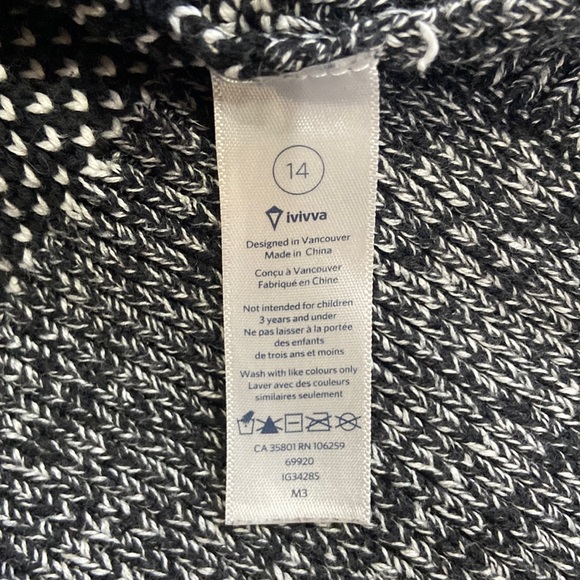 14
ivivva
Designed in Vancouver
Made in China
Conçu à Vancouver
Fabriqué en Chine
Not intended for children
3 years and under
Ne pas laisser à la portée
des enfants
de trois ans et moins
Wash with like colours only
Laver avec des couleurs
similaires seulement
CA 35801 RN 106259
69920
IG3428S
M3